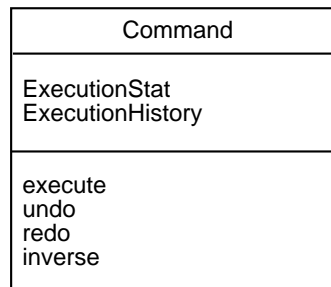 Command
ExecutionStat
ExecutionHistory
execute
undo
redo
inverse